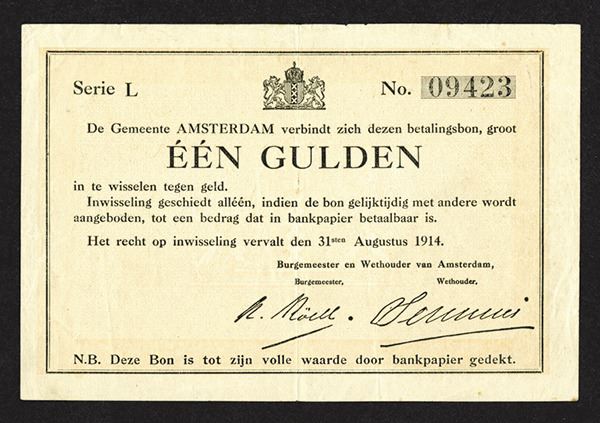 Serie L No. 09423
De Gemeente AMSTERDAM verbindt zich dezen betalingsbon, groot
ÉÉN GULDEN
in te wisselen tegen geld.
Inwisseling geschiedt alléén, indien de bon gelijktijdig met andere wordt
aangeboden, tot een bedrag dat in bankpapier betaalbaar is.
Het recht op inwisseling vervalt den 31sten Augustus 1914.
Burgemeester en Wethouder van Amsterdam,
Burgemeester, Wethouder,
N.B. Deze Bon is tot zijn volle waarde door bankpapier gedekt.